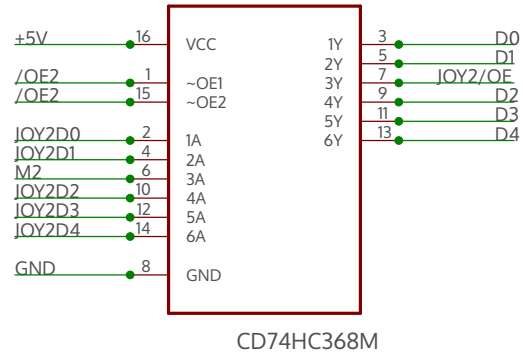 +5V 16 VCC 1Y 3 D0
2Y 5 D1
/OE2 1 ~OE1 3Y 7 JOY2/OE
/OE2 15 ~OE2 4Y 9 D2
5Y 11 D3
JOY2D0 2 1A 6Y 13 D4
JOY2D1 4 2A
M2 6 3A
JOY2D2 10 4A
JOY2D3 12 5A
JOY2D4 14 6A
GND 8 GND
CD74HC368M